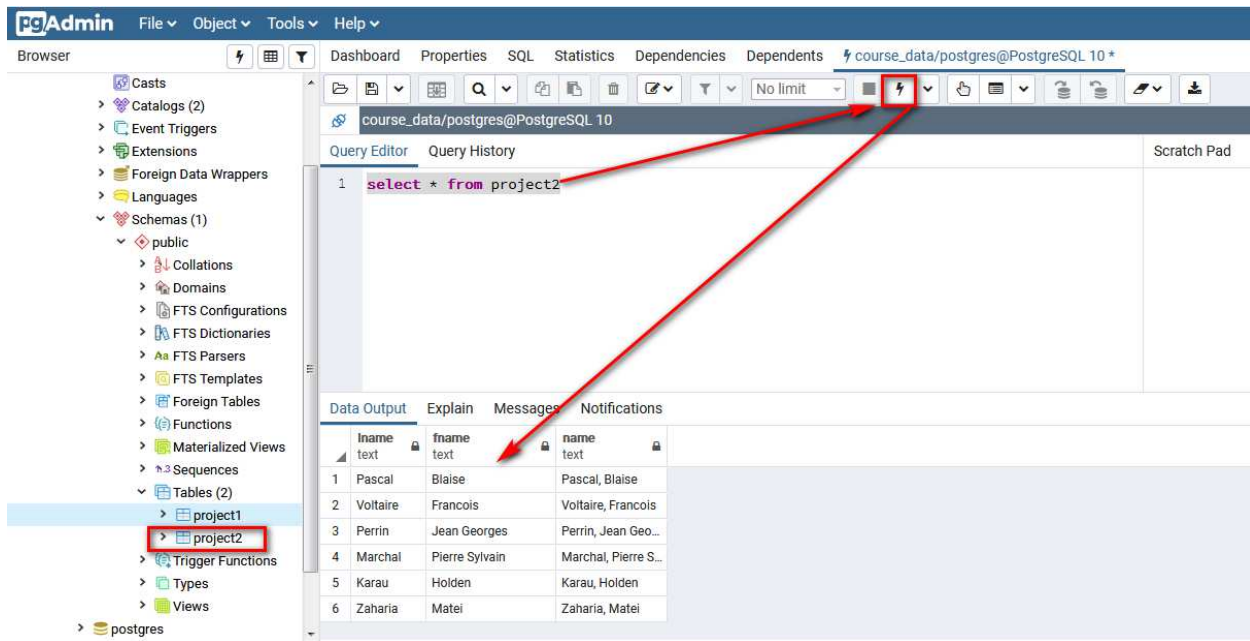 pgAdmin File Object Tools Help
Browser
Dashboard Properties SQL Statistics Dependencies Dependents course_data/postgres@PostgreSQL 10 *
No limit
course_data/postgres@PostgreSQL 10
Query Editor Query History
Scratch Pad
1 select * from project2
Casts
Catalogs (2)
Event Triggers
Extensions
Foreign Data Wrappers
Languages
Schemas (1)
public
Collations
Domains
FTS Configurations
FTS Dictionaries
Aa FTS Parsers
FTS Templates
Foreign Tables
Functions
Materialized Views
1..3 Sequences
Tables (2)
project1
project2
Trigger Functions
Types
Views
postgres
Data Output Explain Messages Notifications
lname fname name
text text text
1 Pascal Blaise Pascal, Blaise
2 Voltaire Francois Voltaire, Francois
3 Perrin Jean Georges Perrin, Jean Geo...
4 Marchal Pierre Sylvain Marchal, Pierre S...
5 Karau Holden Karau, Holden
6 Zaharia Matei Zaharia, Matei